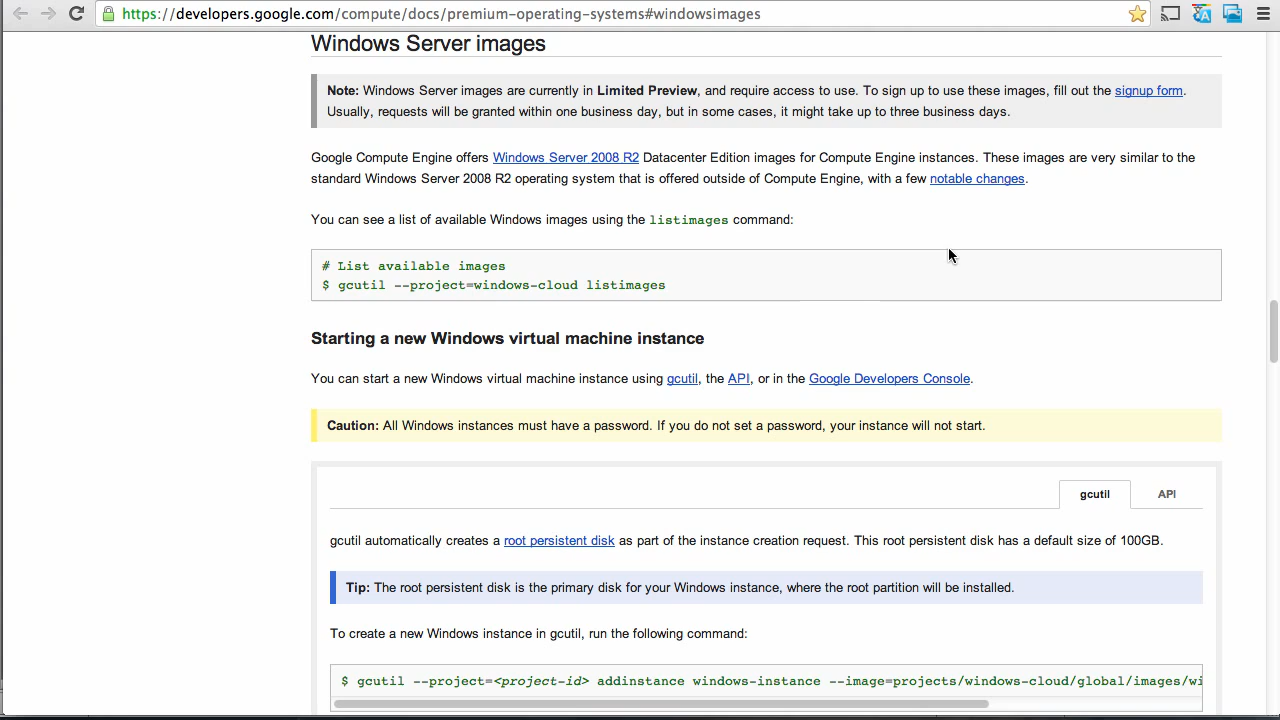 https://developers.google.com/compute/docs/premium-operating-systems#windowsimages
Windows Server images
Note: Windows Server images are currently in Limited Preview, and require access to use. To sign up to use these images, fill out the signup form.
Usually, requests will be granted within one business day, but in some cases, it might take up to three business days.
Google Compute Engine offers Windows Server 2008 R2 Datacenter Edition images for Compute Engine instances. These images are very similar to the
standard Windows Server 2008 R2 operating system that is offered outside of Compute Engine, with a few notable changes.
You can see a list of available Windows images using the listimages command:
# List available images
$ gcutil --project=windows-cloud listimages
Starting a new Windows virtual machine instance
You can start a new Windows virtual machine instance using gcutil, the API, or in the Google Developers Console.
Caution: All Windows instances must have a password. If you do not set a password, your instance will not start.
gcutil API
gcutil automatically creates a root persistent disk as part of the instance creation request. This root persistent disk has a default size of 100GB.
Tip: The root persistent disk is the primary disk for your Windows instance, where the root partition will be installed.
To create a new Windows instance in gcutil, run the following command:
$ gcutil --project=<project-id> addinstance windows-instance --image=projects/windows-cloud/global/images/wi